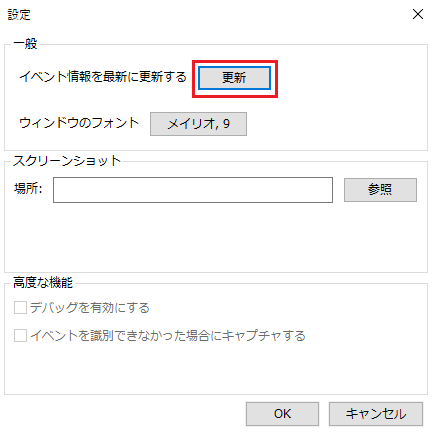 設定
一般
イベント情報を最新に更新する 更新
ウィンドウのフォント メイリオ, 9
スクリーンショット
場所: 参照
高度な機能
デバッグを有効にする
イベントを識別できなかった場合にキャプチャする
OK キャンセル